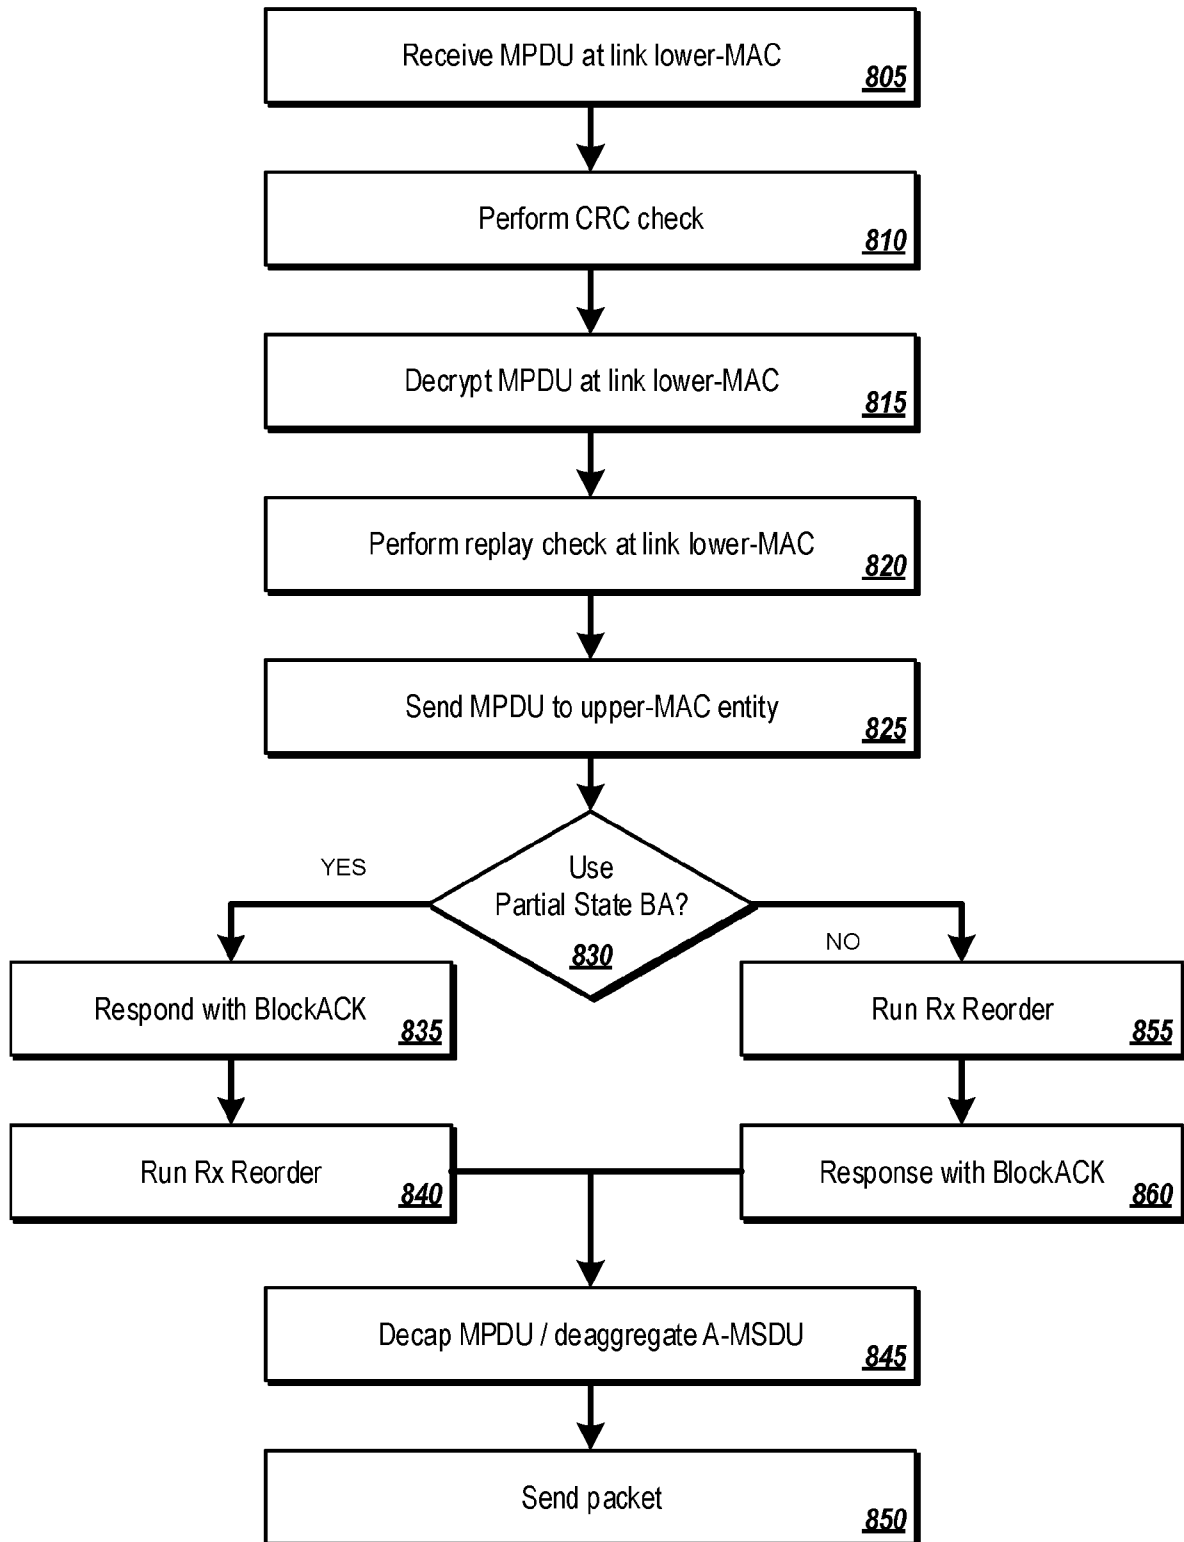 Receive MPDU at link lower-MAC
805
Perform CRC check
810
Decrypt MPDU at link lower-MAC
815
Perform replay check at link lower-MAC
820
Send MPDU to upper-MAC entity
825
Use
Partial State BA?
830
YES
NO
Respond with BlockACK
835
Run Rx Reorder
855
Run Rx Reorder
840
Response with BlockACK
860
Decap MPDU / deaggregate A-MSDU
845
Send packet
850